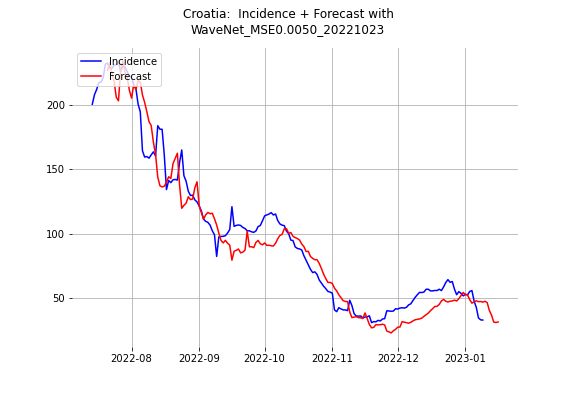 Croatia:  Incidence + Forecast with
WaveNet_MSE0.0050_20221023
Incidence
Forecast
200
150
100
50
2022-08 2022-09 2022-10 2022-11 2022-12 2023-01